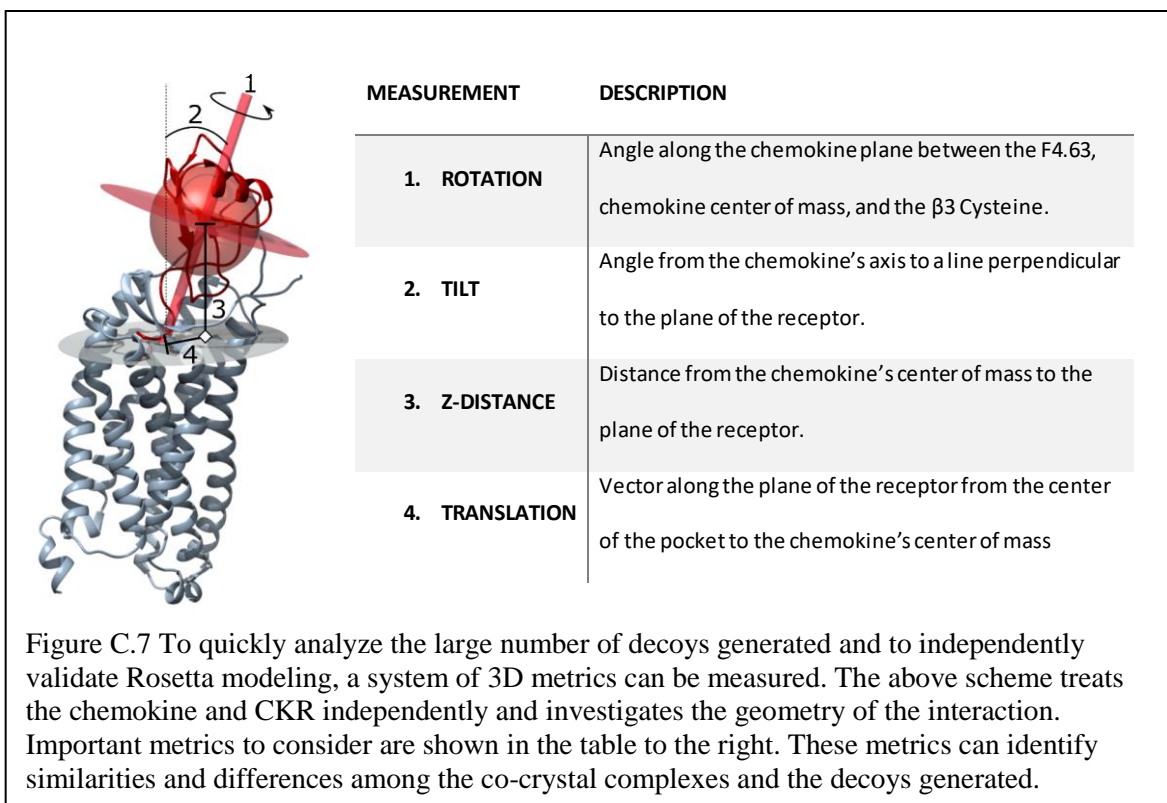 1
2
3
4
MEASUREMENT DESCRIPTION
1. ROTATION
Angle along the chemokine plane between the F4.63,
chemokine center of mass, and the β3 Cysteine.
2. TILT
Angle from the chemokine's axis to a line perpendicular
to the plane of the receptor.
3. Z-DISTANCE
Distance from the chemokine's center of mass to the
plane of the receptor.
4. TRANSLATION
Vector along the plane of the receptor from the center
of the pocket to the chemokine's center of mass
Figure C.7 To quickly analyze the large number of decoys generated and to independently
validate Rosetta modeling, a system of 3D metrics can be measured. The above scheme treats
the chemokine and CKR independently and investigates the geometry of the interaction.
Important metrics to consider are shown in the table to the right. These metrics can identify
similarities and differences among the co-crystal complexes and the decoys generated.